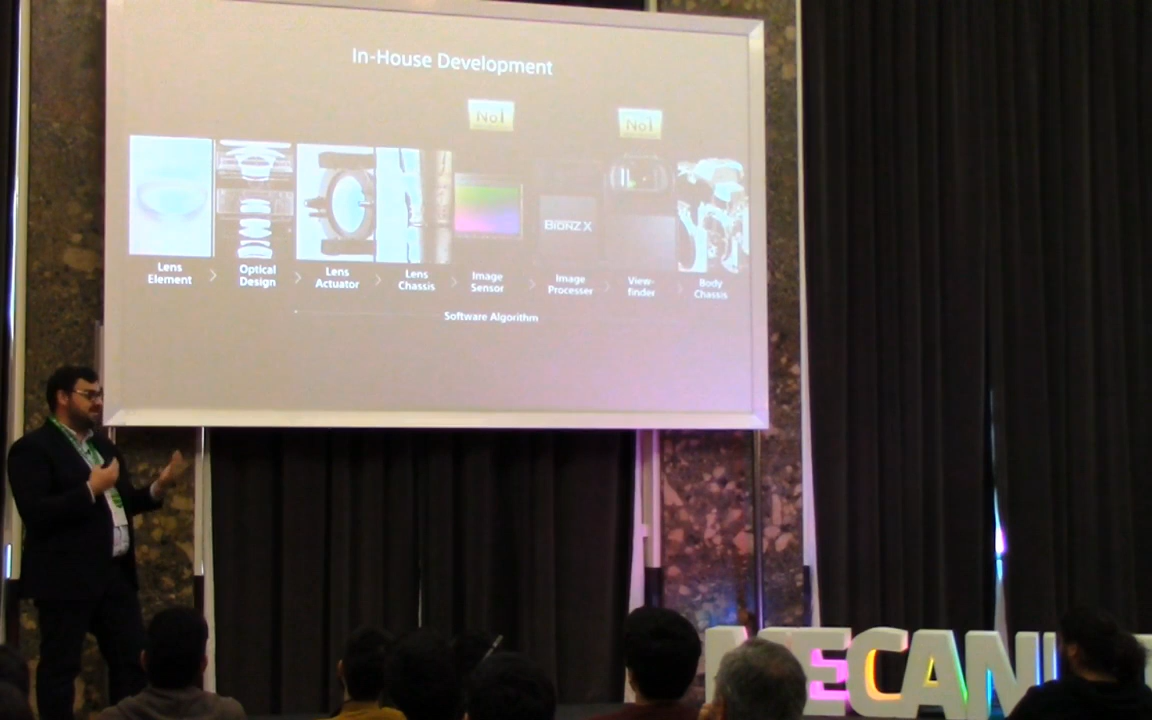 In-House Development
No1
No1
BIONZ X
Lens
Element
Optical
Design
Lens
Actuator
Lens
Chassis
Image
Sensor
Image
Processer
View-
finder
Body
Chassis
Software Algorithm
MECANI